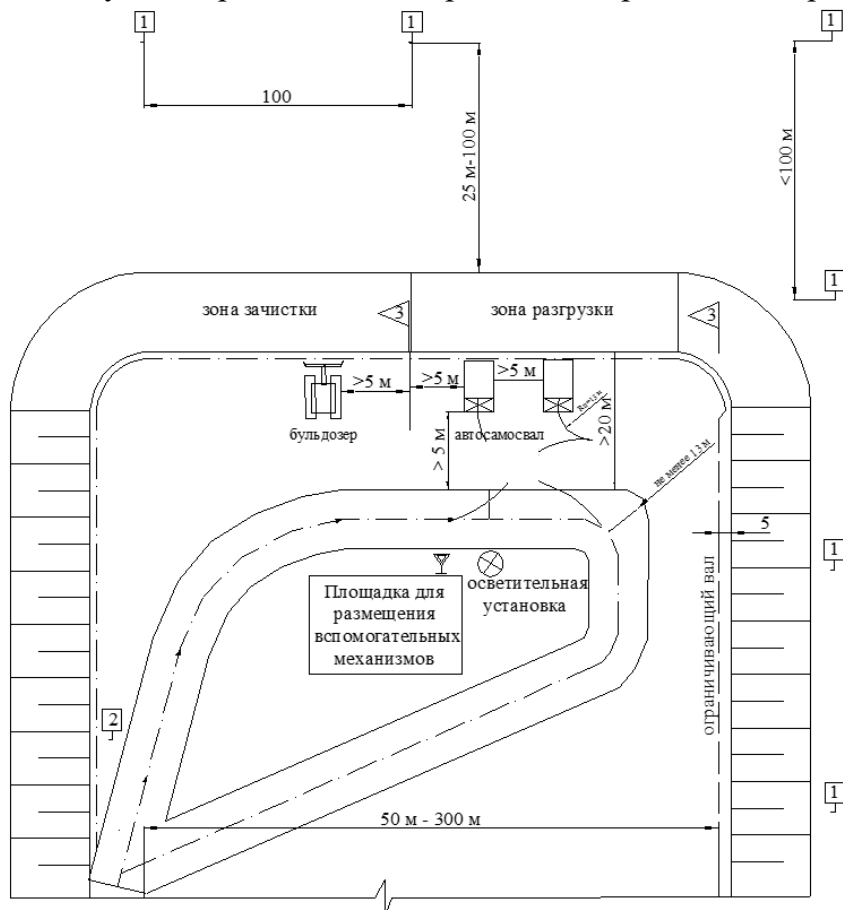 1
1
1
100
25 м-100 м
<100 м
1
зона зачистки
3
зона разгрузки
3
>5 м
>5 м
>5 м
бульдозер
автосамосвал
> 5 м
>20 м
не менее 13м
5
1
Площадка для
размещения
вспомогательных
механизмов
осветительная
установка
ограничивающий вал
2
1
50 м - 300 м